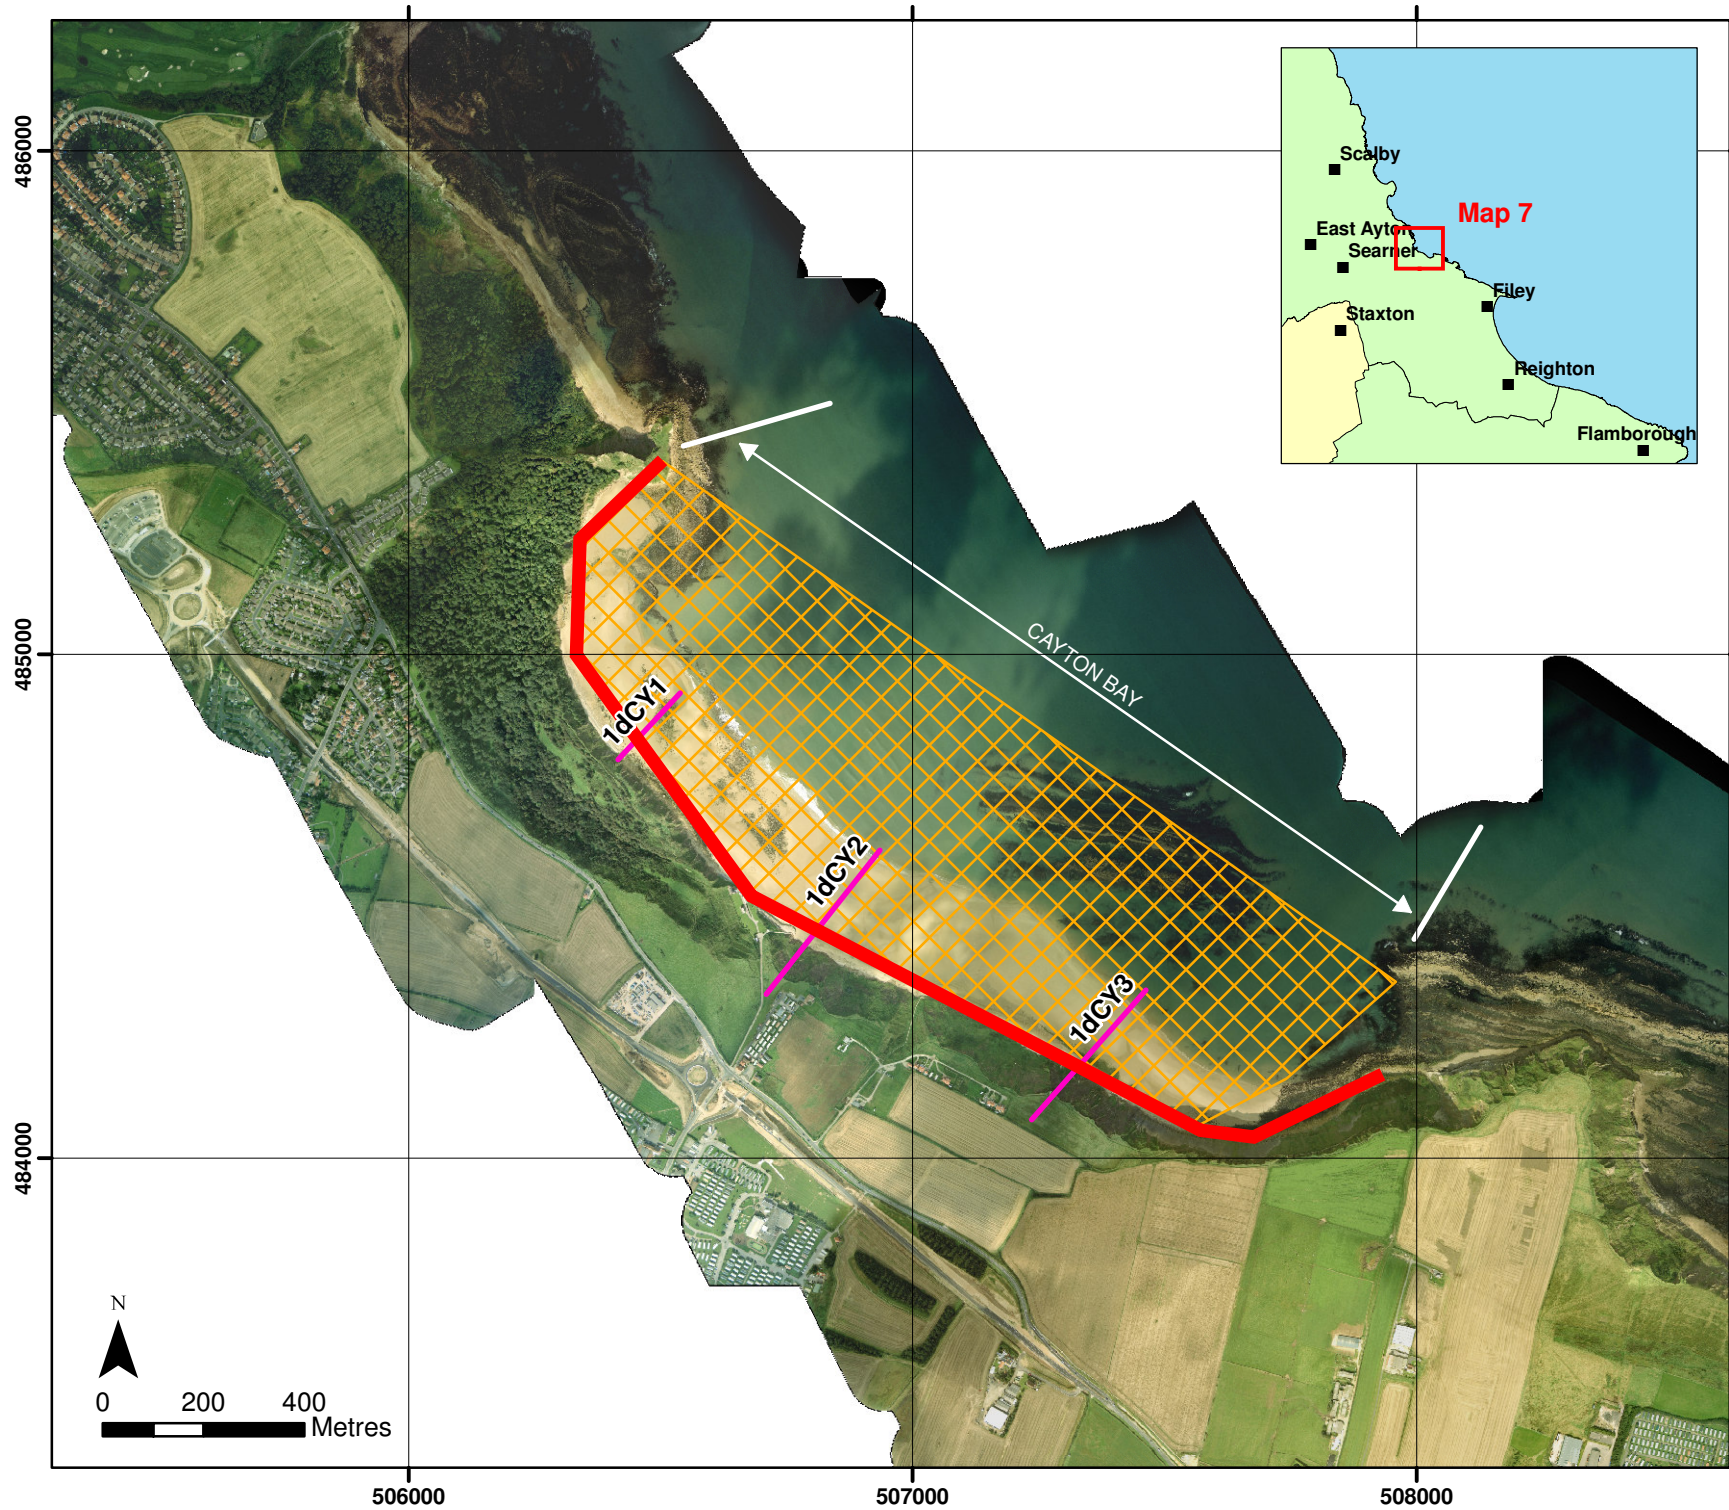 486000
485000
484000
Scalby
Map 7
East Ayton
Searner
Filey
Staxton
Reighton
Flamborough
CAYTON BAY
1dCY1
1dCY2
1dCY3
N
0 200 400
Metres
506000 507000 508000